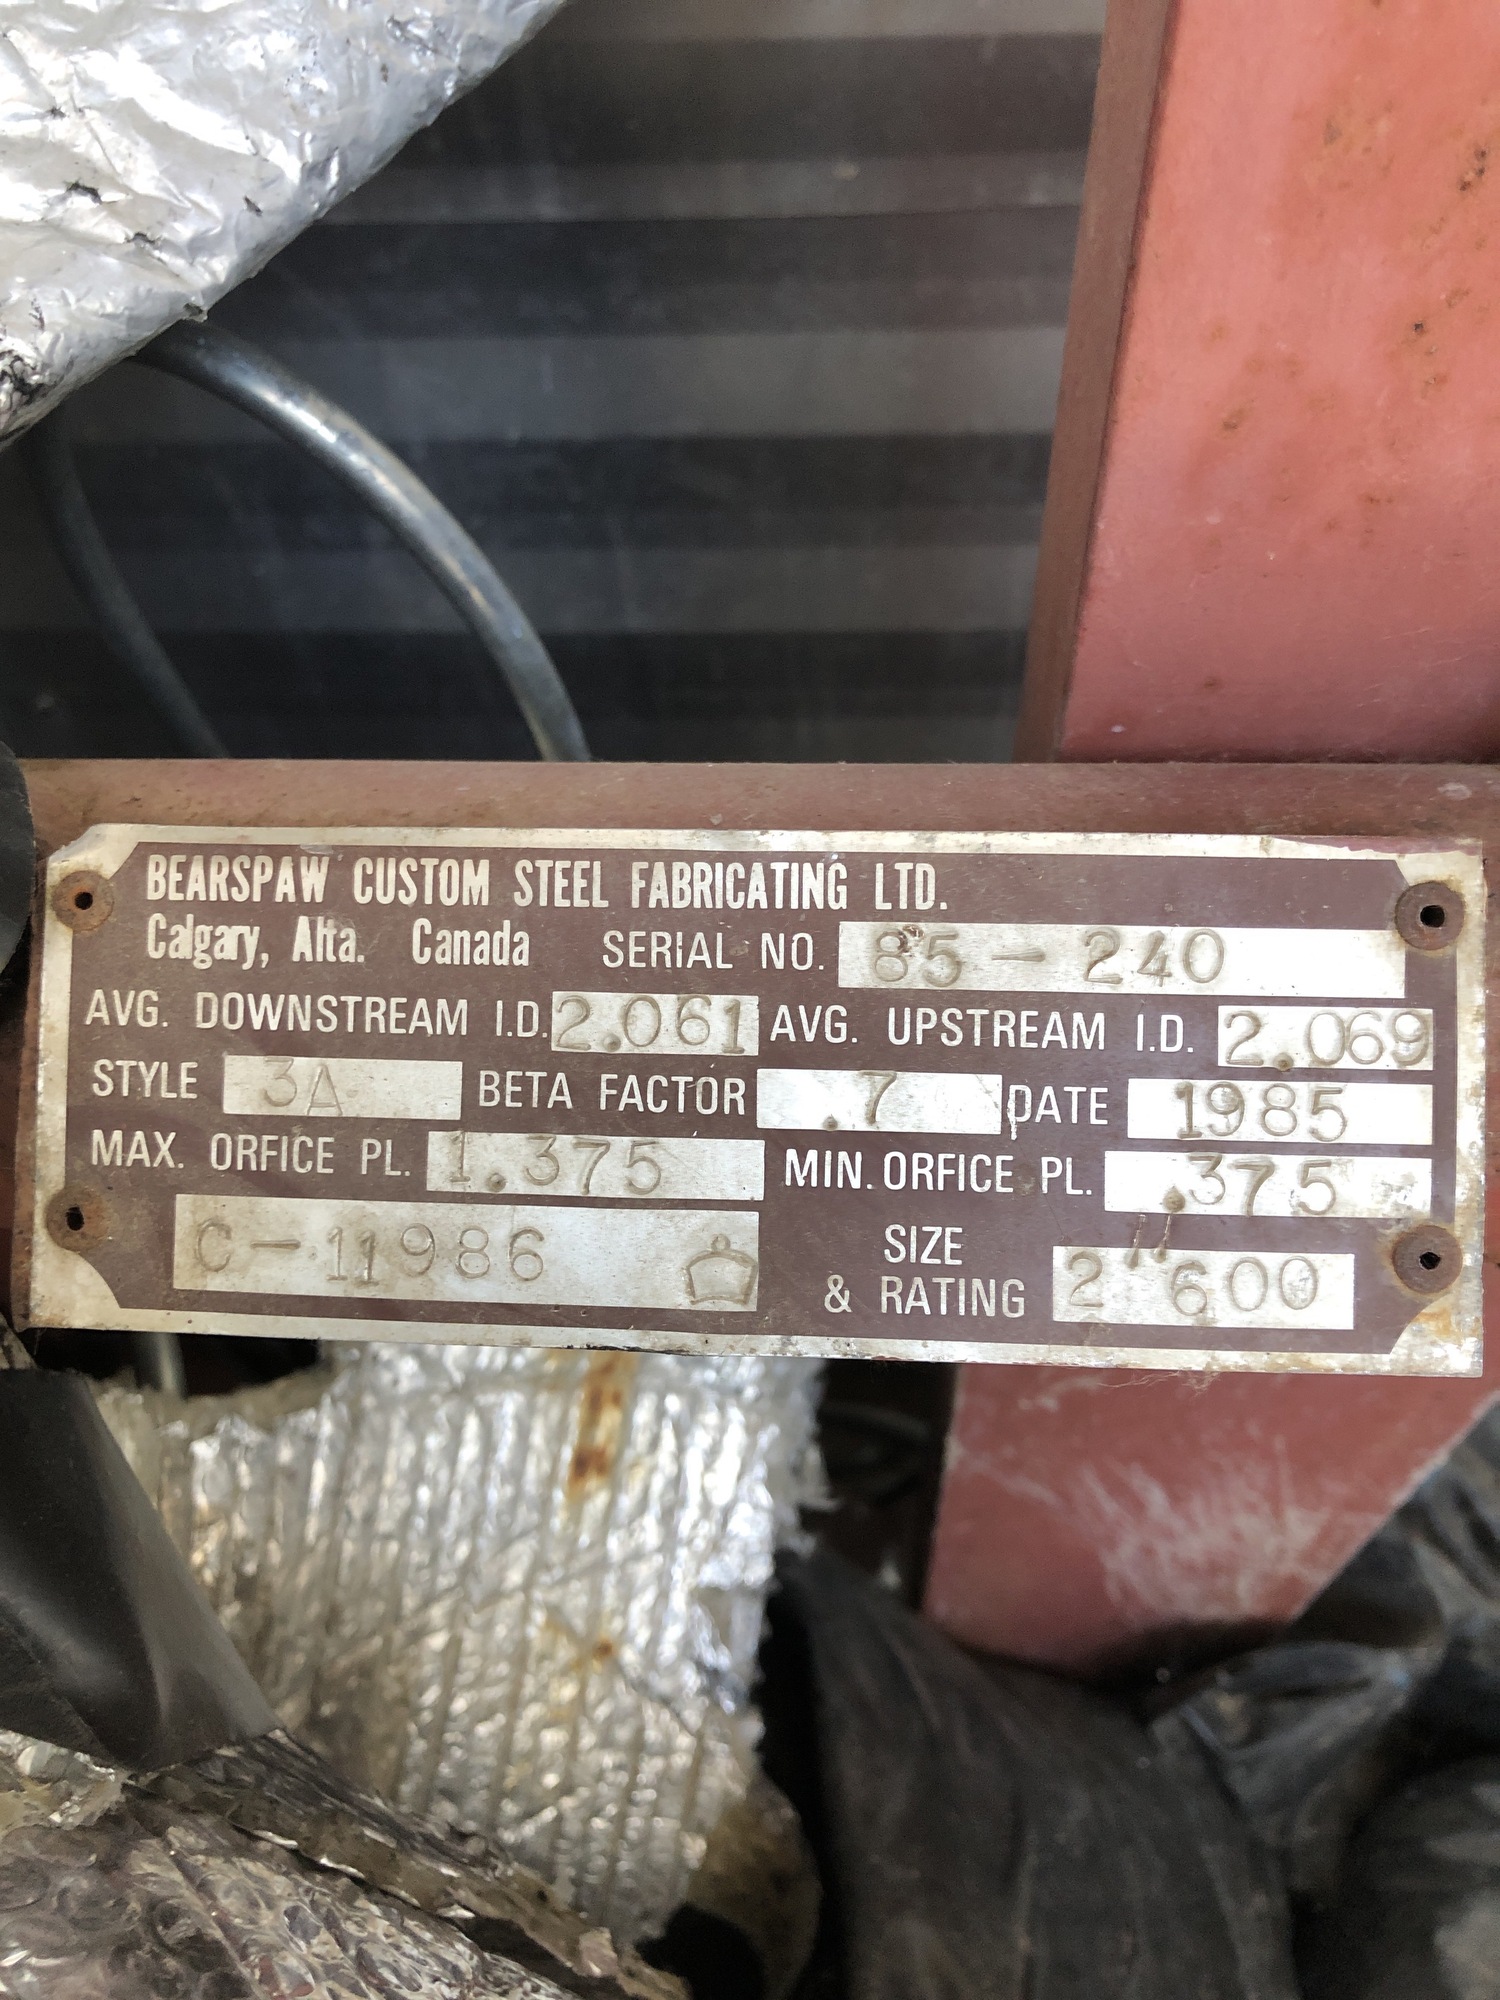 BEARSPAW CUSTOM STEEL FABRICATING LTD.
Calgary, Alta. Canada SERIAL NO. 85-240
AVG. DOWNSTREAM I.D. 2.061 AVG. UPSTREAM I.D. 2.069
STYLE 3A BETA FACTOR .7 DATE 1985
MAX. ORFICE PL. 1.375 MIN. ORFICE PL. .375
C-11986 SIZE
& RATING 2" 600